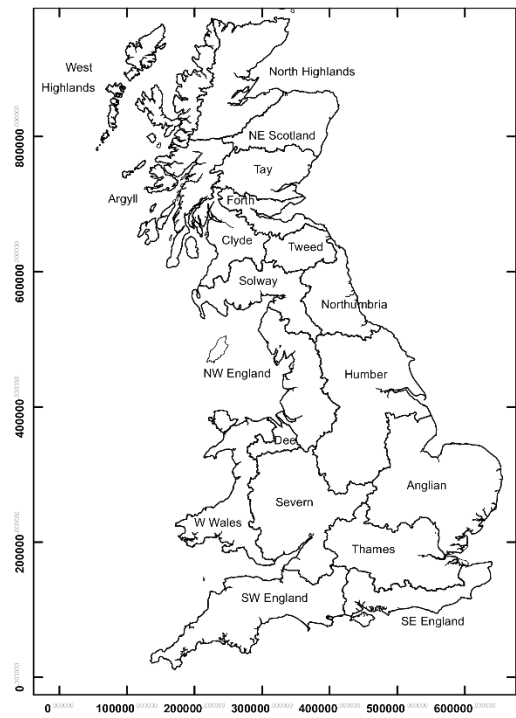 West
Highlands
North Highlands
800000
NE Scotland
Tay
Argyll
Forth
Clyde
Tweed
600000
Solway
Northumbria
NW England
Humber
400000
Dee
Anglian
Severn
W Wales
200000
Thames
SW England
SE England
0
0 100000 200000 300000 400000 500000 600000